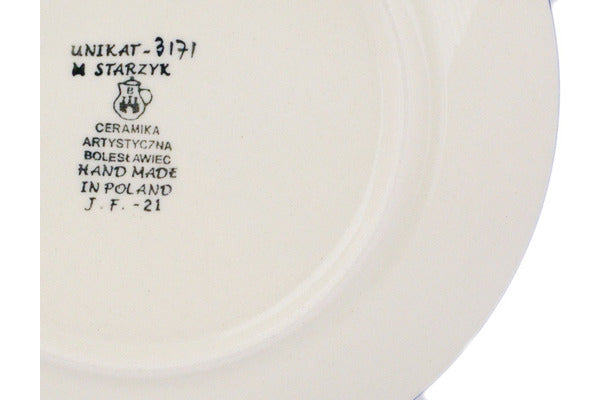 UNIKAT-3171
M STARZYK
B
CERAMIKA
ARTYSTYCZNA
BOLESŁAWIEC
HAND MADE
IN POLAND
J.F.-21